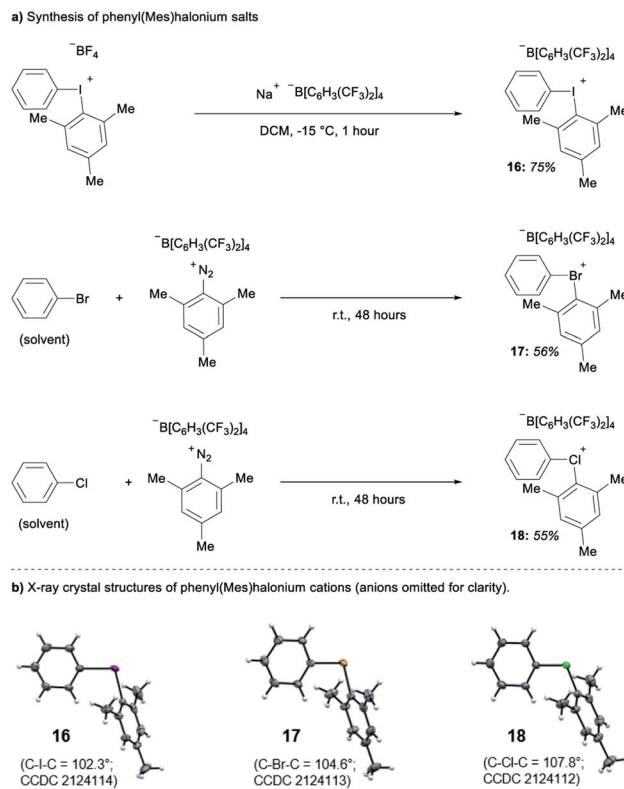 a) Synthesis of phenyl(Mes)halonium salts
⁻BF₄
I⁺
Me
Me
Me
Na⁺ ⁻B[C₆H₃(CF₃)₂]₄
DCM, -15 °C, 1 hour
⁻B[C₆H₃(CF₃)₂]₄
I⁺
Me
Me
16: 75%
Me
Br
(solvent)
+
⁻B[C₆H₃(CF₃)₂]₄
⁺N₂
Me
Me
Me
r.t., 48 hours
⁻B[C₆H₃(CF₃)₂]₄
Br⁺
Me
Me
17: 56%
Me
Cl
(solvent)
+
⁻B[C₆H₃(CF₃)₂]₄
⁺N₂
Me
Me
Me
r.t., 48 hours
⁻B[C₆H₃(CF₃)₂]₄
Cl⁺
Me
Me
18: 55%
Me
b) X-ray crystal structures of phenyl(Mes)halonium cations (anions omitted for clarity).
16
(C-I-C = 102.3°;
CCDC 2124114)
17
(C-Br-C = 104.6°;
CCDC 2124113)
18
(C-Cl-C = 107.8°;
CCDC 2124112)